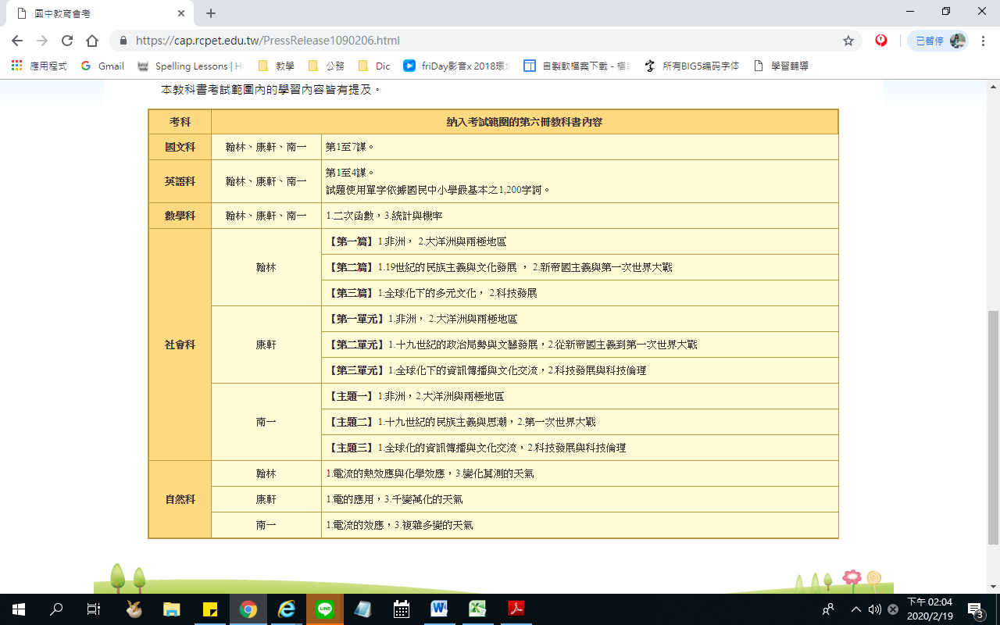 國中教育會考
https://cap.rcpet.edu.tw/PressRelease1090206.html
已暫停
應用程式 Gmail Spelling Lessons | H 教學 公務 Dic friDay影音x 2018環 自製軟檔案下載 - 檔 所有BIG5编码字体 學習輔導
本教科書考試範圍內的學習內容皆有提及。
考科 納入考試範圍的第六冊教科書內容
國文科 翰林、康軒、南一 第1至7課。
英語科 翰林、康軒、南一 第1至4課。
試題使用單字依據國民中小學最基本之1,200字詞。
數學科 翰林、康軒、南一 1.二次函數，3.統計與機率
社會科 翰林 【第一篇】1.非洲， 2.大洋洲與兩極地區
【第二篇】1.19世紀的民族主義與文化發展 ， 2.新帝國主義與第一次世界大戰
【第三篇】1.全球化下的多元文化， 2.科技發展
康軒 【第一單元】1.非洲， 2.大洋洲與兩極地區
【第二單元】1.十九世紀的政治局勢與文藝發展，2.從新帝國主義到第一次世界大戰
【第三單元】1.全球化下的資訊傳播與文化交流，2.科技發展與科技倫理
南一 【主題一】1.非洲，2.大洋洲與兩極地區
【主題二】1.十九世紀的民族主義與思潮，2.第一次世界大戰
【主題三】1.全球化的資訊傳播與文化交流，2.科技發展與科技倫理
自然科 翰林 1.電流的熱效應與化學效應，3.變化莫測的天氣
康軒 1.電的應用，3.千變萬化的天氣
南一 1.電流的效應，3.複雜多變的天氣
下午 02:04
2020/2/19
3